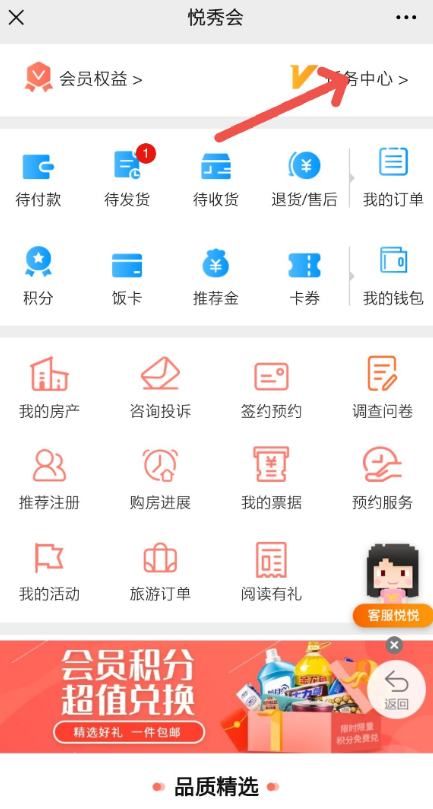 悦秀会
会员权益 >
务中心 >
1
待付款 待发货 待收货 退货/售后 我的订单
积分 饭卡 推荐金 卡券 我的钱包
我的房产 咨询投诉 签约预约 调查问卷
推荐注册 购房进展 我的票据 预约服务
我的活动 旅游订单 阅读有礼
客服悦悦
会员积分
超值兑换
精选好礼 一件包邮
金龙鱼
限时限量
积分免费兑
返回
品质精选